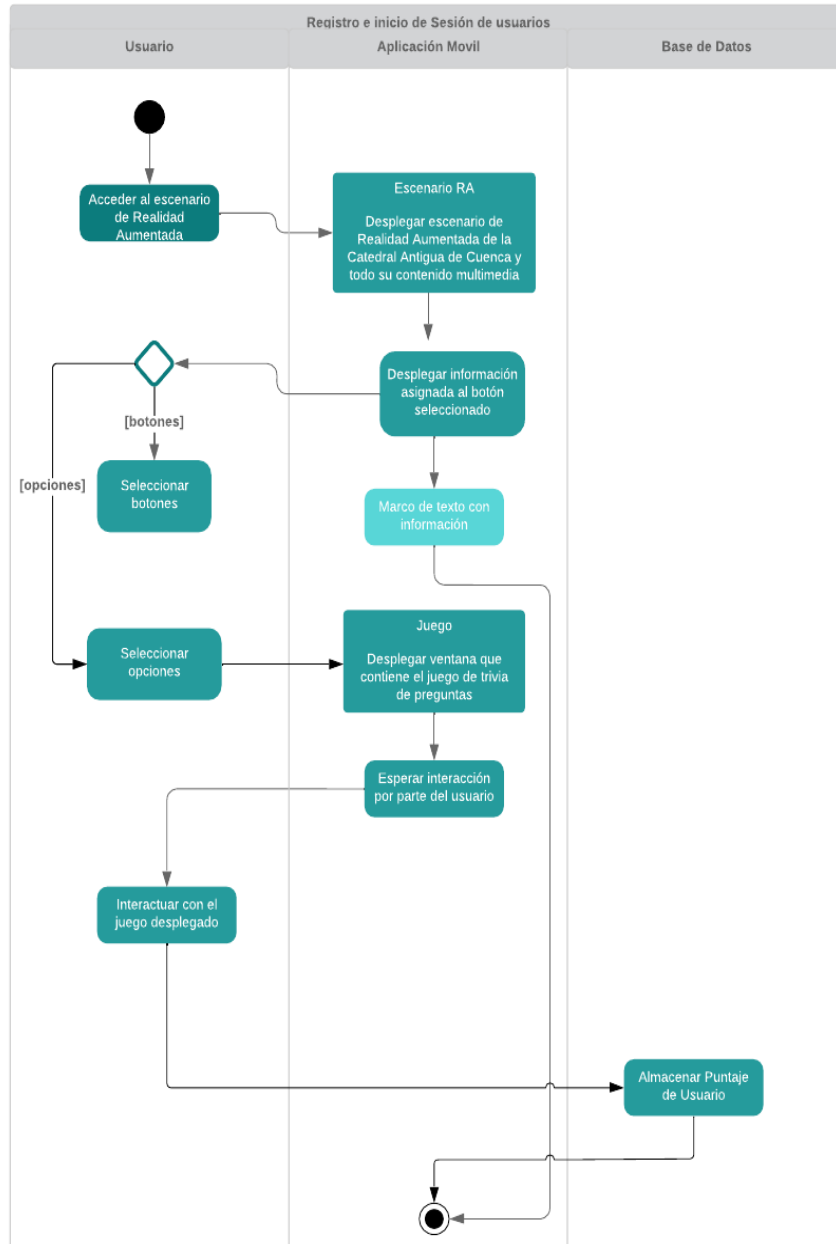 Registro e inicio de Sesión de usuarios
Usuario
Aplicación Movil
Base de Datos
Acceder al escenario
de Realidad
Aumentada
Escenario RA
Desplegar escenario de
Realidad Aumentada de la
Catedral Antigua de Cuenca y
todo su contenido multimedia
Desplegar información
asignada al botón
seleccionado
[botones]
[opciones]
Seleccionar
botones
Marco de texto con
información
Seleccionar
opciones
Juego
Desplegar ventana que
contiene el juego de trivia
de preguntas
Esperar interacción
por parte del usuario
Interactuar con el
juego desplegado
Almacenar Puntaje
de Usuario